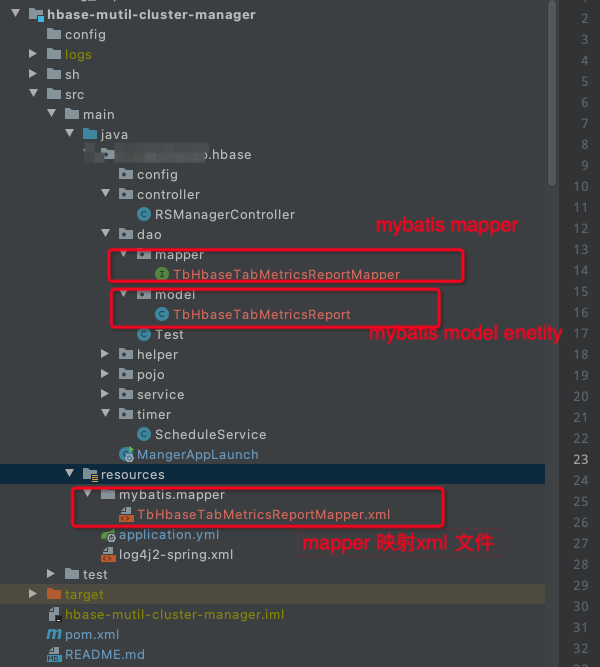 hbase-mutil-cluster-manager
config
logs
sh
src
main
java
.hbase
config
controller
RSManagerController
mybatis mapper
dao
mapper
TbHbaseTabMetricsReportMapper
model
TbHbaseTabMetricsReport
mybatis model enetity
Test
helper
pojo
service
timer
ScheduleService
MangerAppLaunch
resources
mybatis.mapper
TbHbaseTabMetricsReportMapper.xml
application.yml
mapper 映射xml 文件
log4j2-spring.xml
test
target
hbase-mutil-cluster-manager.iml
pom.xml
README.md
2
3
4
5
6
7
8
9
10
11
12
13
14
15
16
17
18
19
20
21
22
23
24
25
26
27
28
29
30
31
32